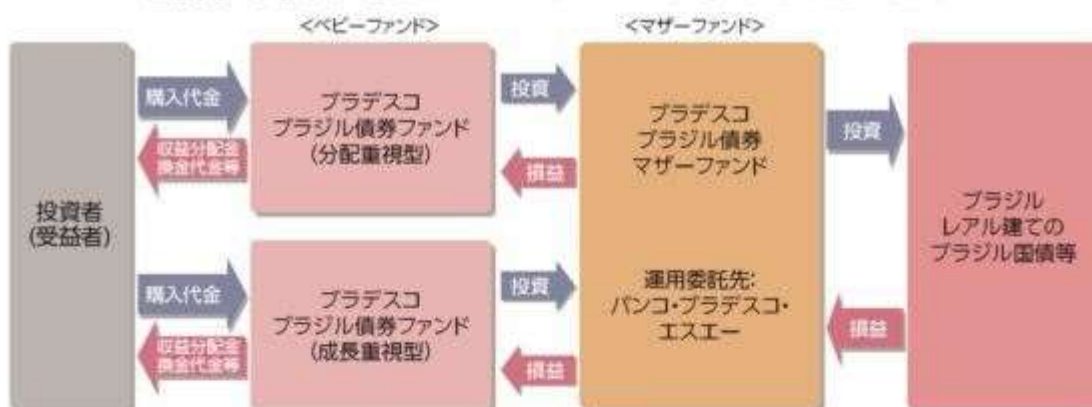 <ベビーファンド>
<マザーファンド>
投資者
(受益者)
購入代金
収益分配金
換金代金等
ブラデスコ
ブラジル債券ファンド
(分配重視型)
投資
損益
購入代金
収益分配金
換金代金等
ブラデスコ
ブラジル債券ファンド
(成長重視型)
投資
損益
ブラデスコ
ブラジル債券
マザーファンド
運用委託先:
バンコ・ブラデスコ・
エスエー
投資
損益
ブラジル
レアル建ての
ブラジル国債等